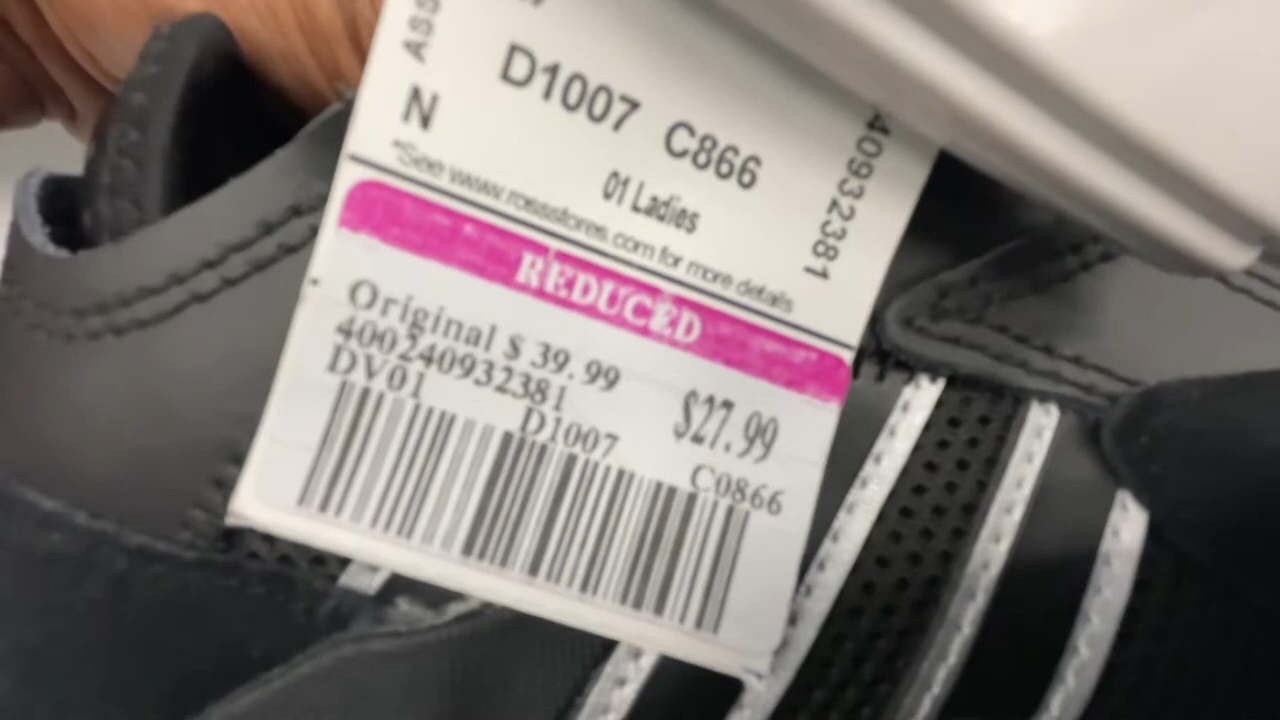 ASS
N
D1007 C866
01 Ladies
*See www.rossstores.com for more details
40932381
REDUCED
Original $ 39.99
400240932381
$27.99
DV01
D1007
C0866